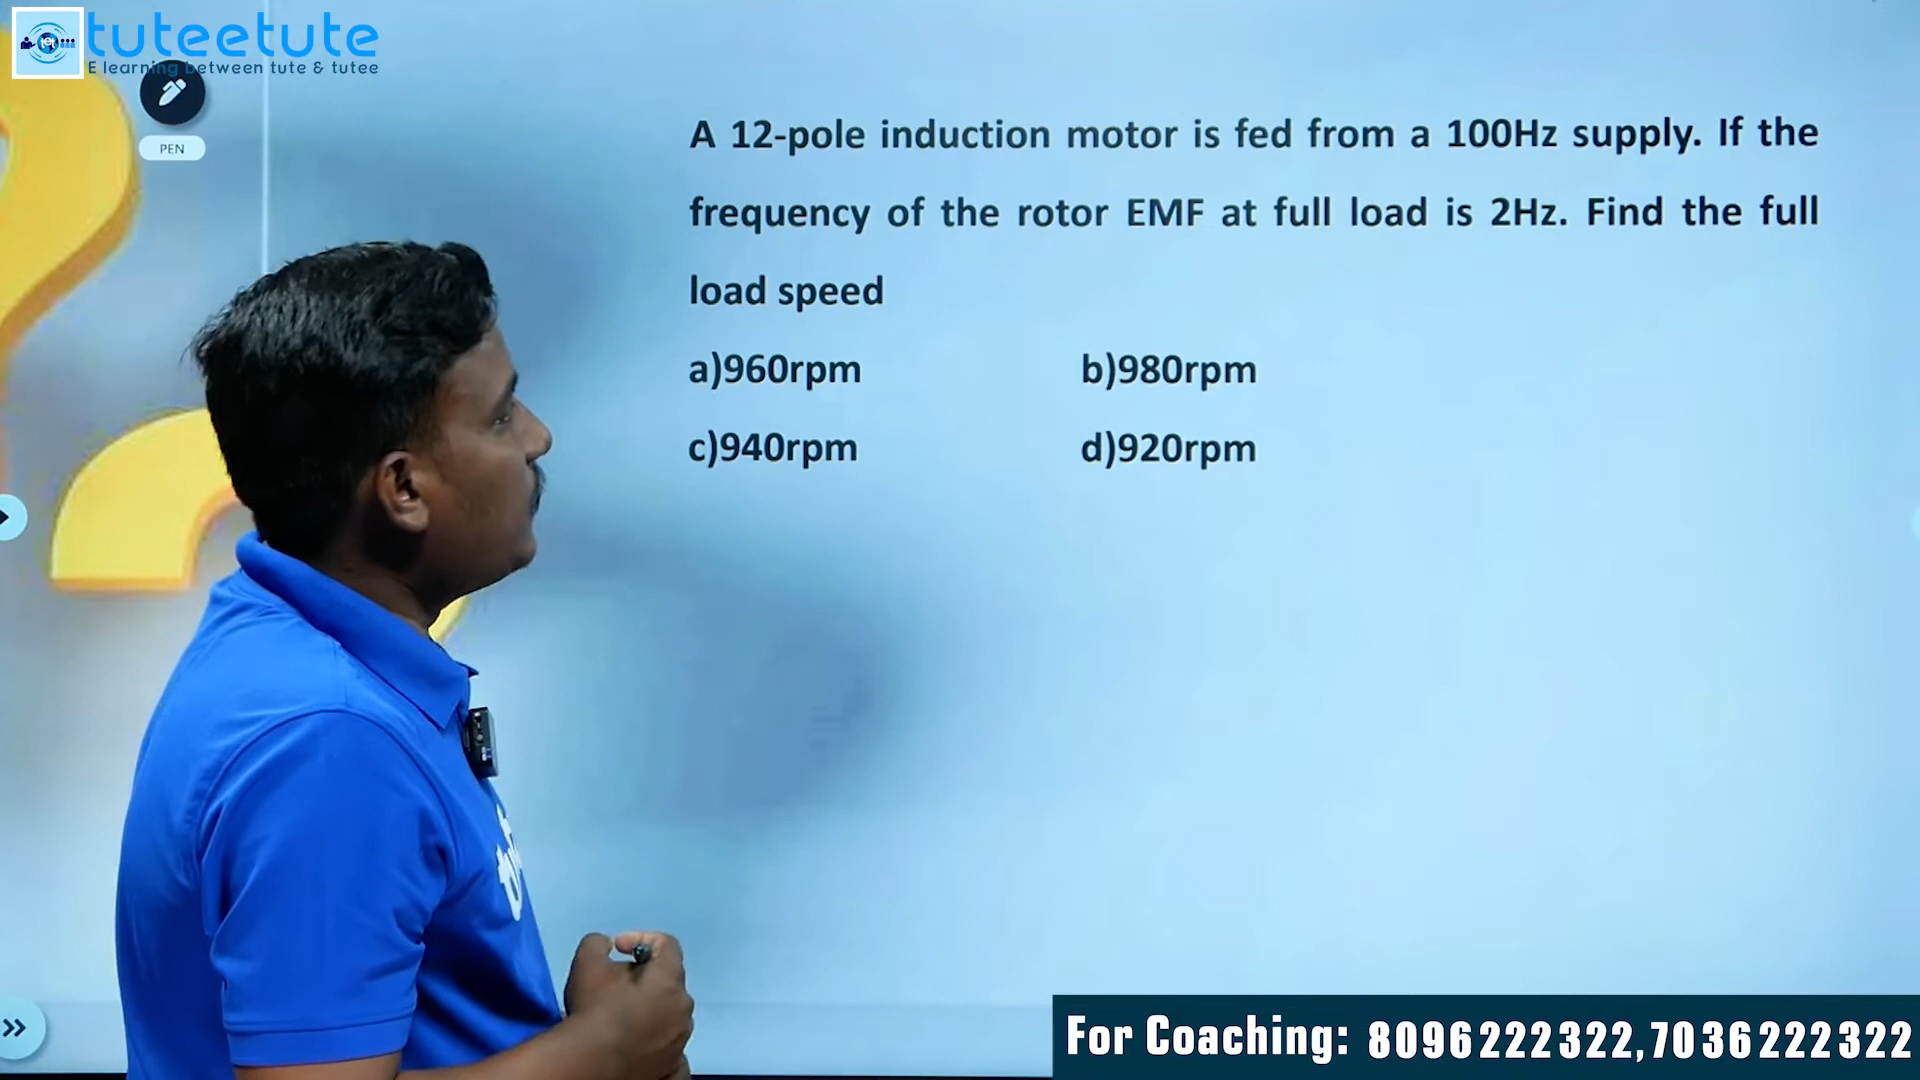 tuteetute
E learning between tute & tutee
PEN
A 12-pole induction motor is fed from a 100Hz supply. If the
frequency of the rotor EMF at full load is 2Hz. Find the full
load speed
a)960rpm b)980rpm
c)940rpm d)920rpm
For Coaching: 8096222322,7036222322